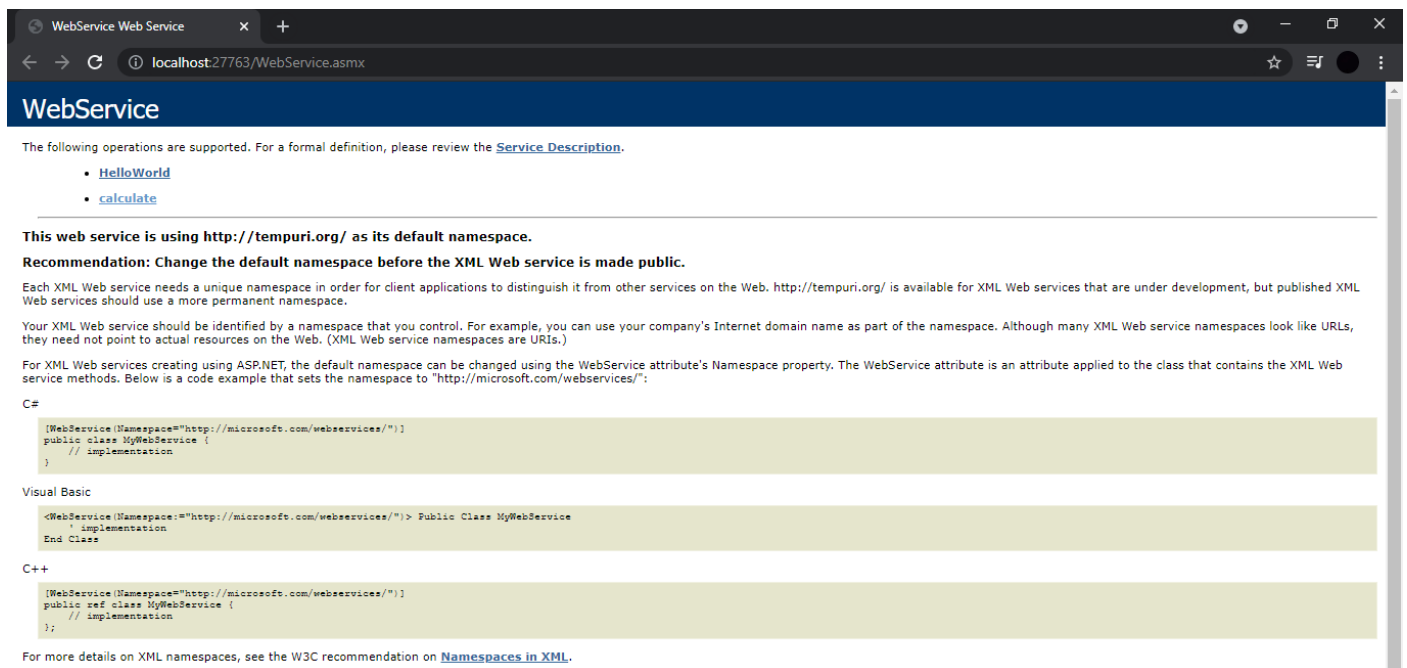 WebService Web Service
localhost:27763/WebService.asmx
WebService
The following operations are supported. For a formal definition, please review the Service Description.
• HelloWorld
• calculate
This web service is using http://tempuri.org/ as its default namespace.
Recommendation: Change the default namespace before the XML Web service is made public.
Each XML Web service needs a unique namespace in order for client applications to distinguish it from other services on the Web. http://tempuri.org/ is available for XML Web services that are under development, but published XML
Web services should use a more permanent namespace.
Your XML Web service should be identified by a namespace that you control. For example, you can use your company's Internet domain name as part of the namespace. Although many XML Web service namespaces look like URLs,
they need not point to actual resources on the Web. (XML Web service namespaces are URIs.)
For XML Web services creating using ASP.NET, the default namespace can be changed using the WebService attribute's Namespace property. The WebService attribute is an attribute applied to the class that contains the XML Web
service methods. Below is a code example that sets the namespace to "http://microsoft.com/webservices/":
C#
[WebService(Namespace="http://microsoft.com/webservices/")]
public class MyWebService {
    // implementation
}
Visual Basic
<WebService(Namespace:="http://microsoft.com/webservices/")> Public Class MyWebService
    ' implementation
End Class
C++
[WebService(Namespace="http://microsoft.com/webservices/")]
public ref class MyWebService {
    // implementation
};
For more details on XML namespaces, see the W3C recommendation on Namespaces in XML.